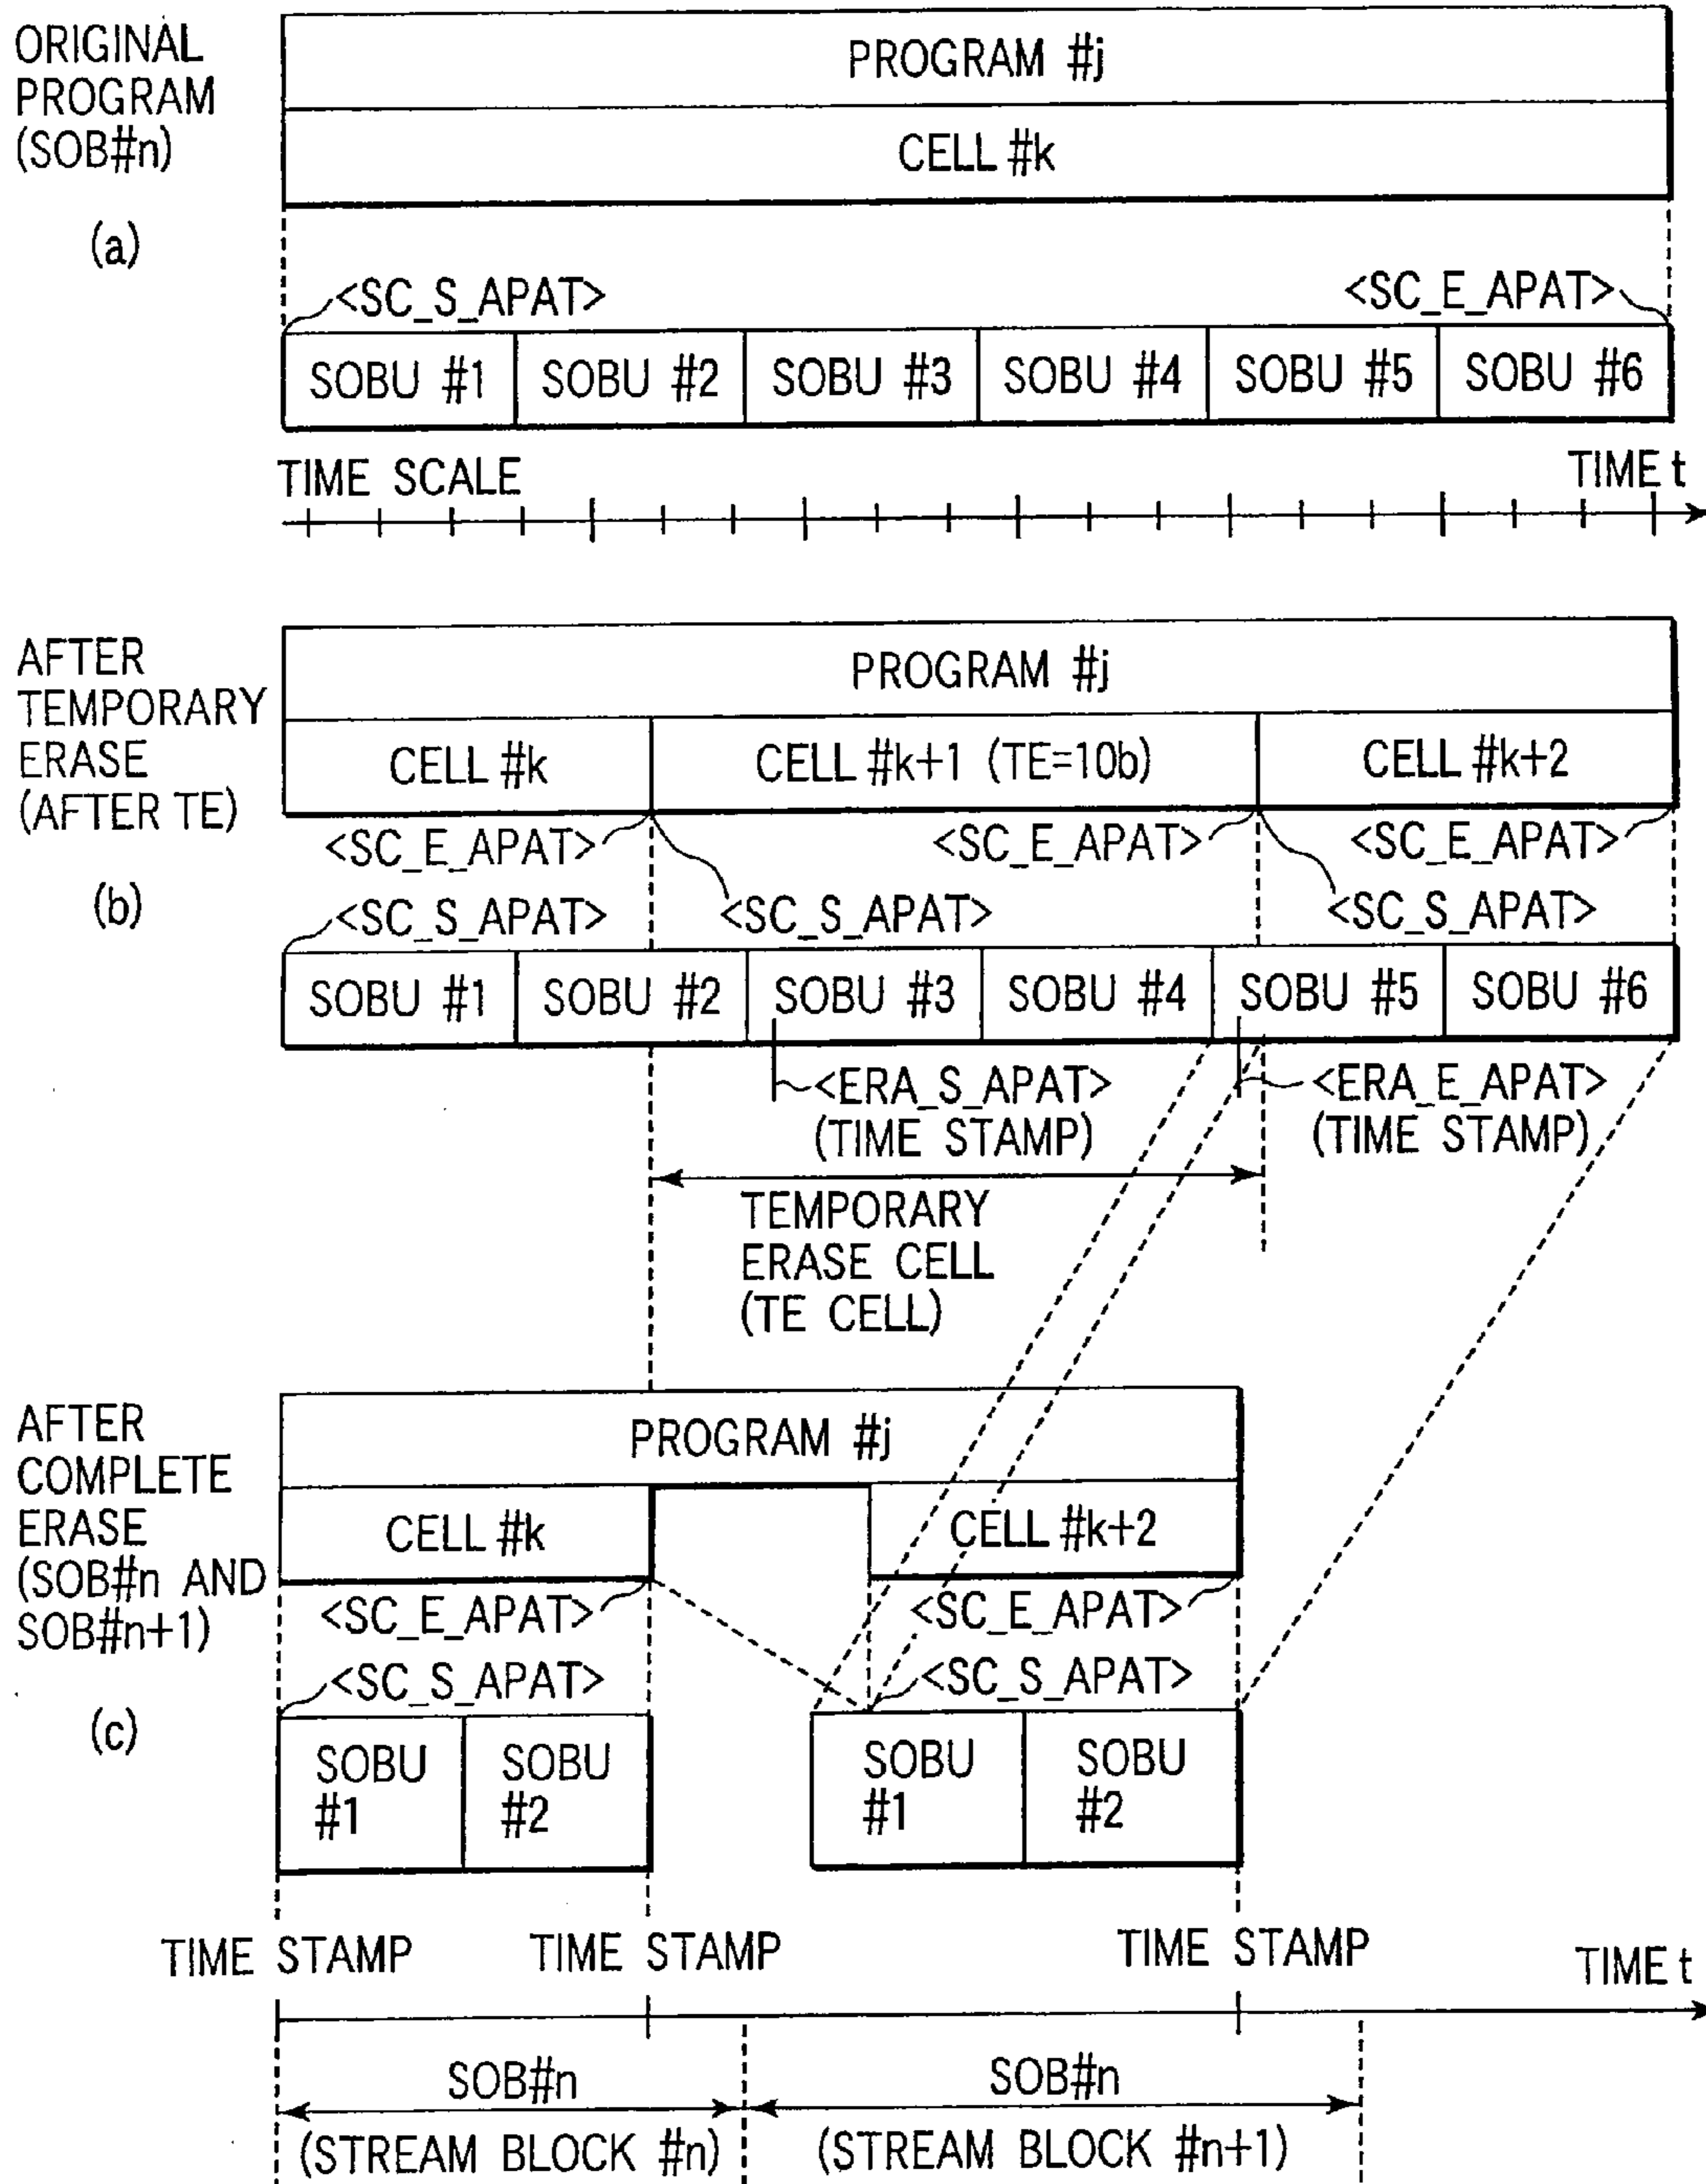 ORIGINAL
PROGRAM
(SOB#n)
(a)
PROGRAM #j
CELL #k
<SC_S_APAT>
<SC_E_APAT>
SOBU #1
SOBU #2
SOBU #3
SOBU #4
SOBU #5
SOBU #6
TIME SCALE
TIME t
AFTER
TEMPORARY
ERASE
(AFTER TE)
(b)
PROGRAM #j
CELL #k
CELL #k+1 (TE=10b)
CELL #k+2
<SC_E_APAT>
<SC_E_APAT>
<SC_E_APAT>
<SC_S_APAT>
<SC_S_APAT>
<SC_S_APAT>
SOBU #1
SOBU #2
SOBU #3
SOBU #4
SOBU #5
SOBU #6
<ERA_S_APAT>
(TIME STAMP)
<ERA_E_APAT>
(TIME STAMP)
TEMPORARY
ERASE CELL
(TE CELL)
AFTER
COMPLETE
ERASE
(SOB#n AND
SOB#n+1)
(c)
PROGRAM #j
CELL #k
CELL #k+2
<SC_E_APAT>
<SC_E_APAT>
<SC_S_APAT>
<SC_S_APAT>
SOBU
#1
SOBU
#2
SOBU
#1
SOBU
#2
TIME STAMP
TIME STAMP
TIME STAMP
TIME t
SOB#n
(STREAM BLOCK #n)
SOB#n
(STREAM BLOCK #n+1)